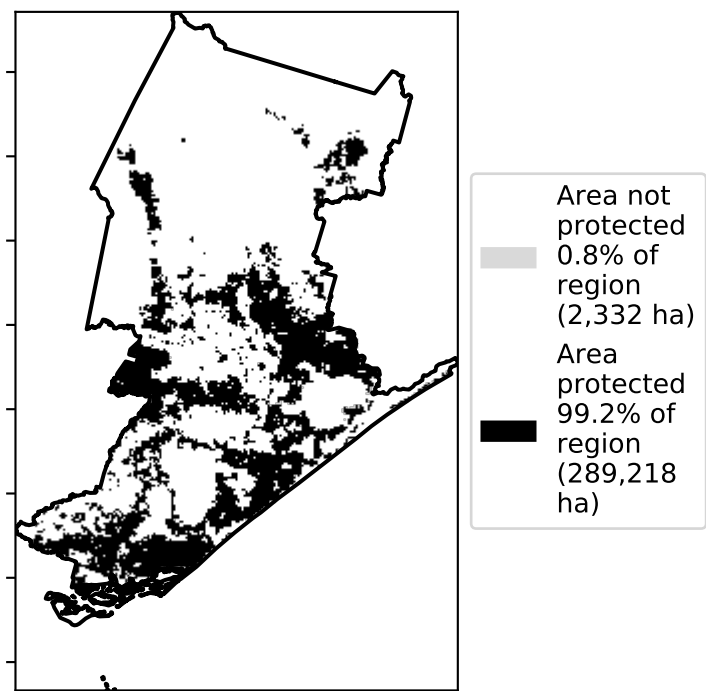 Area not
protected
0.8% of
region
(2,332 ha)
Area
protected
99.2% of
region
(289,218
ha)